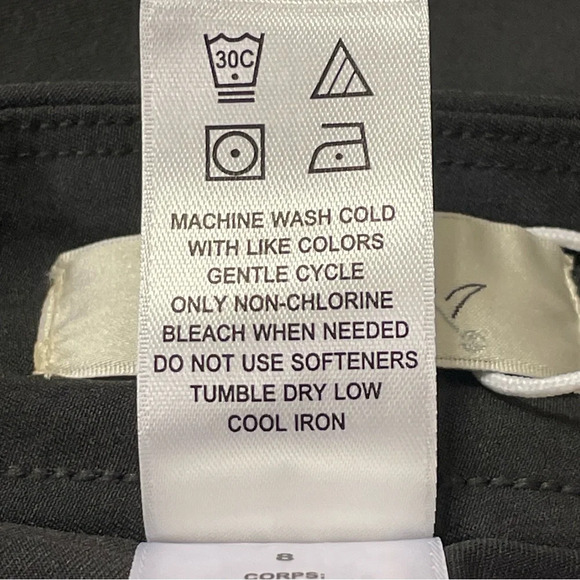 30C
MACHINE WASH COLD
WITH LIKE COLORS
GENTLE CYCLE
ONLY NON-CHLORINE
BLEACH WHEN NEEDED
DO NOT USE SOFTENERS
TUMBLE DRY LOW
COOL IRON
8
CORPS: